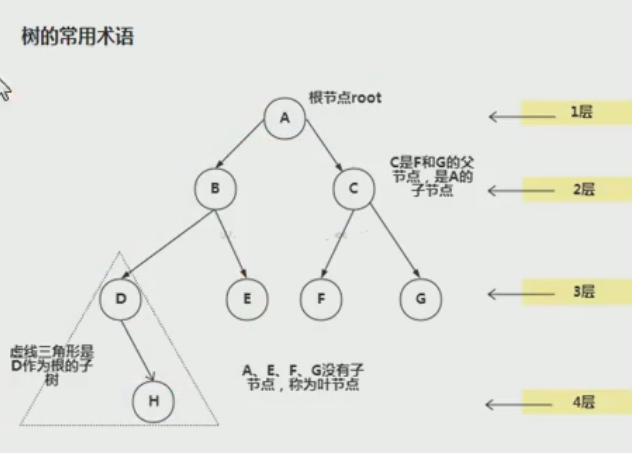 树的常用术语
根节点root
A
1层
C是F和G的父
节点，是A的
子节点
B
C
2层
D
E
F
G
3层
虚线三角形是
D作为根的子
树
A、E、F、G没有子
节点，称为叶节点
H
4层